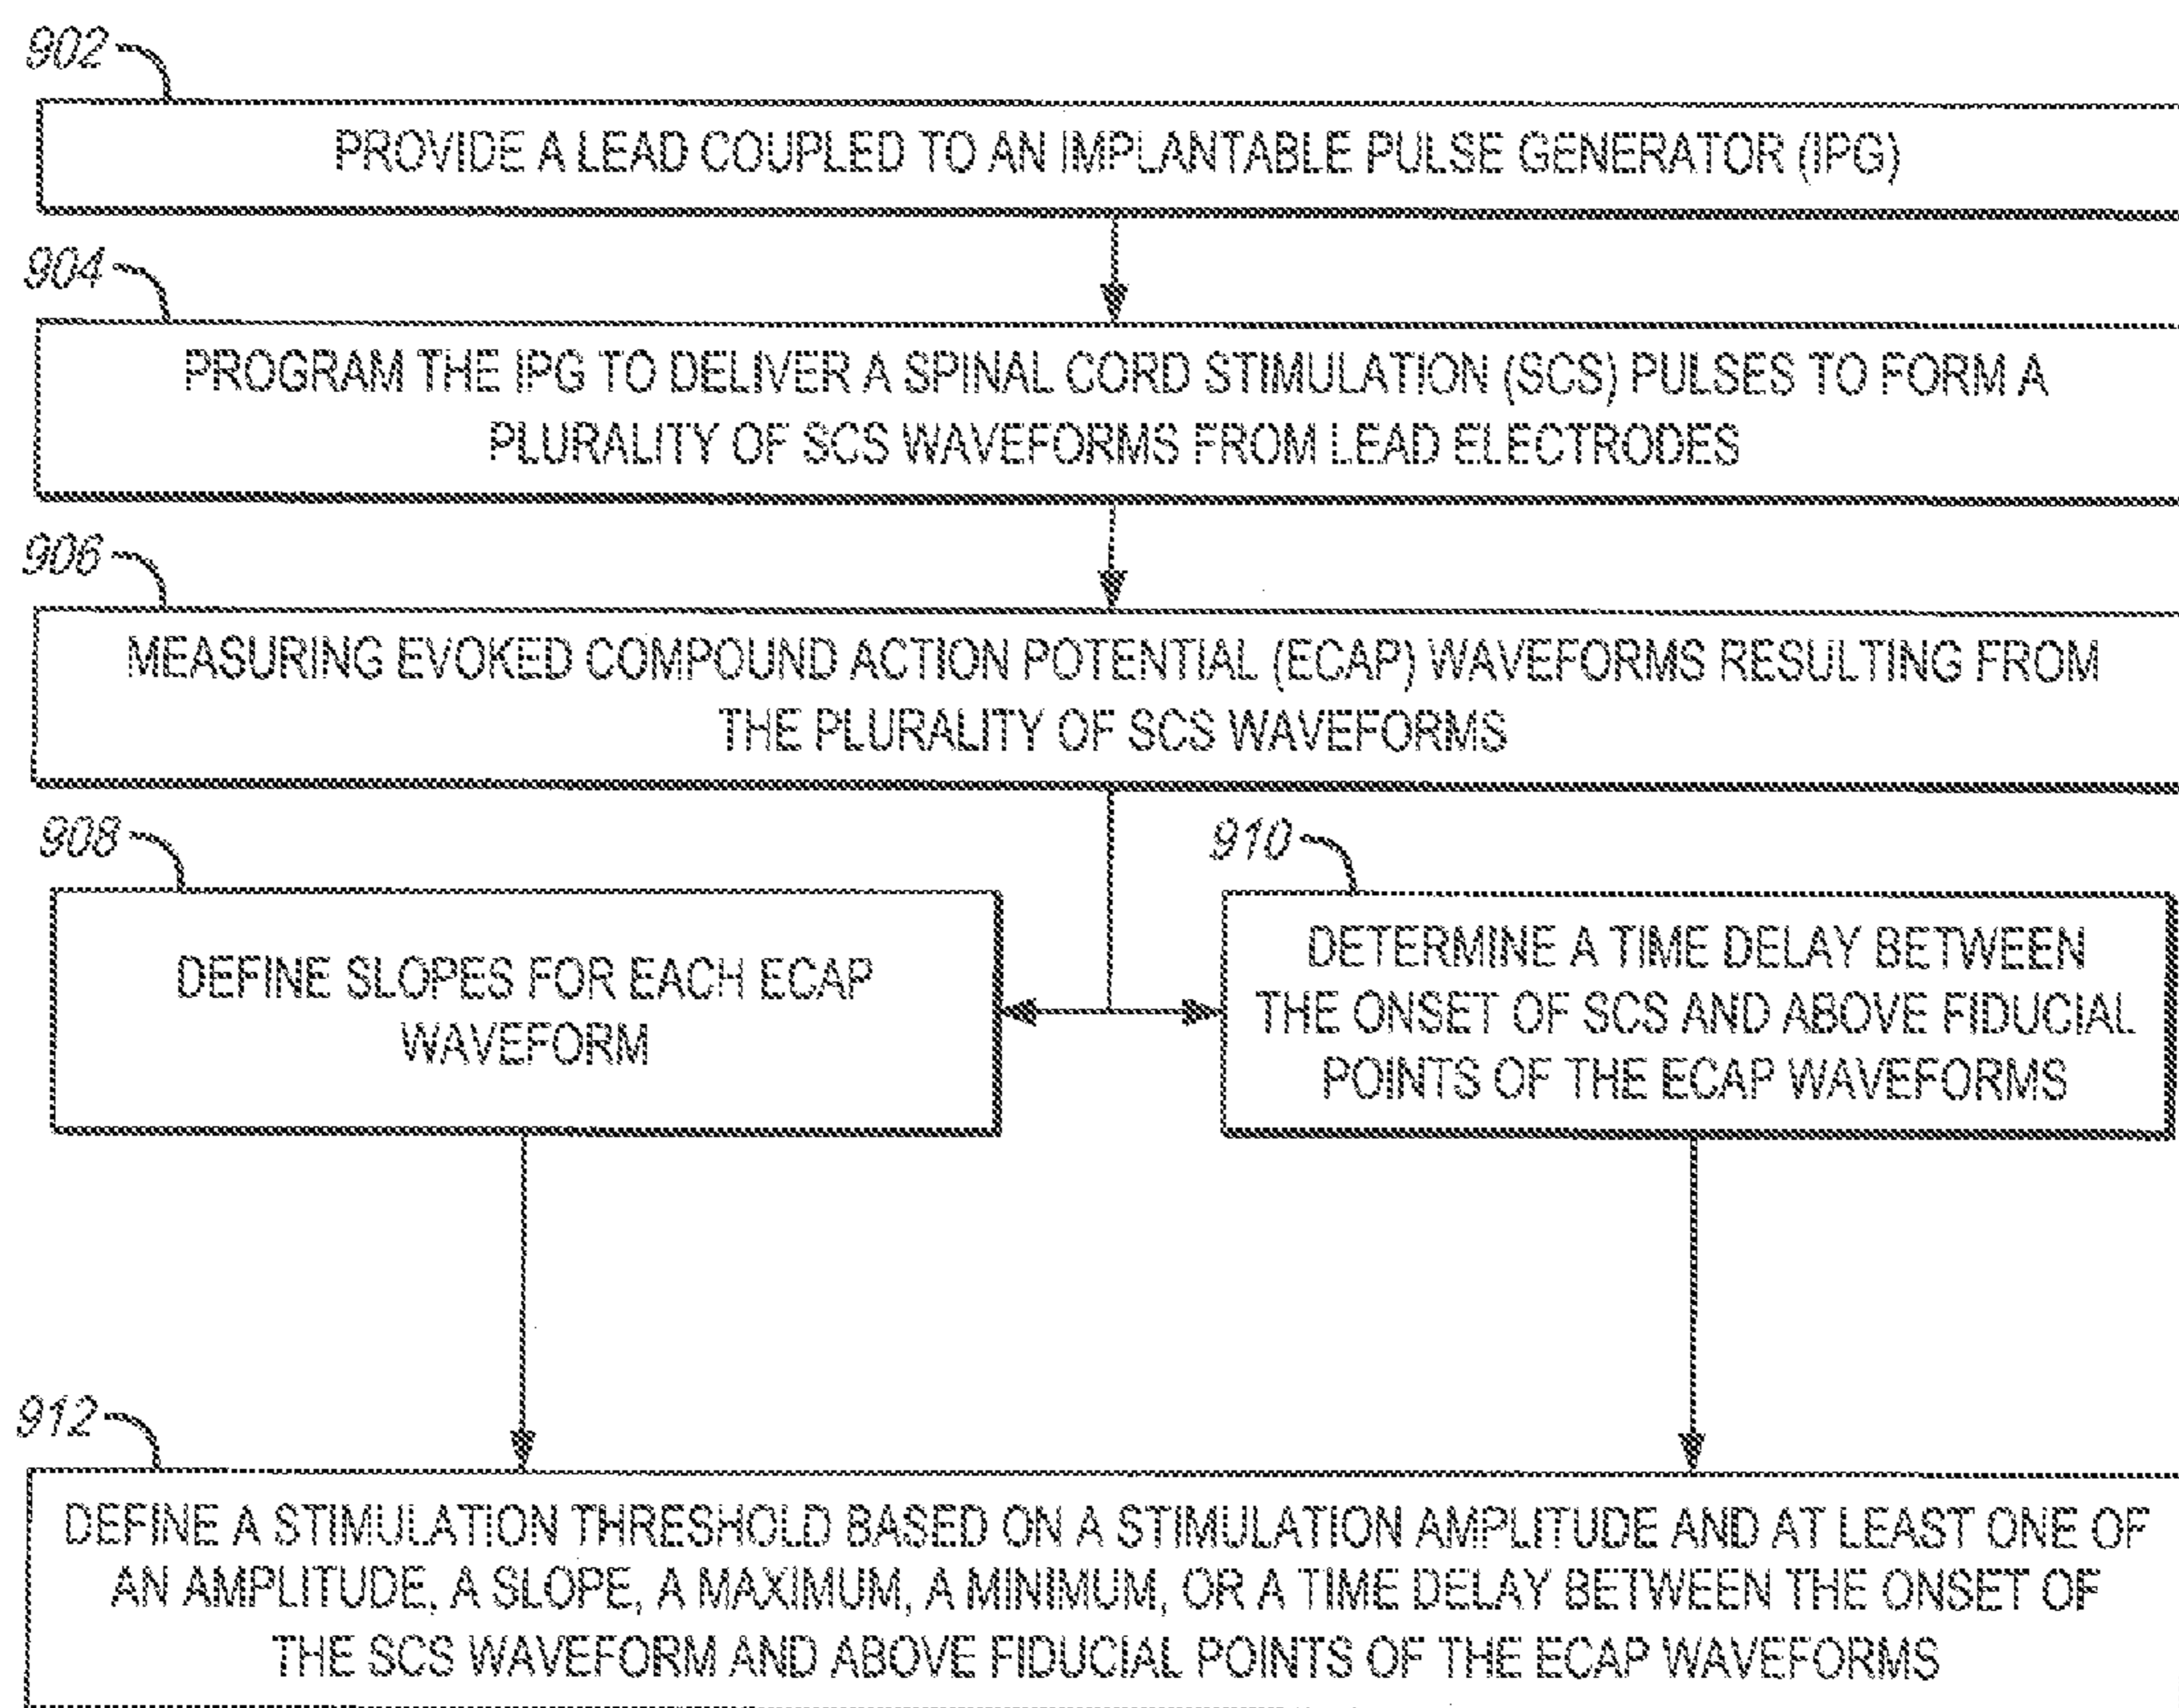 902
PROVIDE A LEAD COUPLED TO AN IMPLANTABLE PULSE GENERATOR (IPG)
904
PROGRAM THE IPG TO DELIVER A SPINAL CORD STIMULATION (SCS) PULSES TO FORM A
PLURALITY OF SCS WAVEFORMS FROM LEAD ELECTRODES
906
MEASURING EVOKED COMPOUND ACTION POTENTIAL (ECAP) WAVEFORMS RESULTING FROM
THE PLURALITY OF SCS WAVEFORMS
908
DEFINE SLOPES FOR EACH ECAP
WAVEFORM
910
DETERMINE A TIME DELAY BETWEEN
THE ONSET OF SCS AND ABOVE FIDUCIAL
POINTS OF THE ECAP WAVEFORMS
912
DEFINE A STIMULATION THRESHOLD BASED ON A STIMULATION AMPLITUDE AND AT LEAST ONE OF
AN AMPLITUDE, A SLOPE, A MAXIMUM, A MINIMUM, OR A TIME DELAY BETWEEN THE ONSET OF
THE SCS WAVEFORM AND ABOVE FIDUCIAL POINTS OF THE ECAP WAVEFORMS